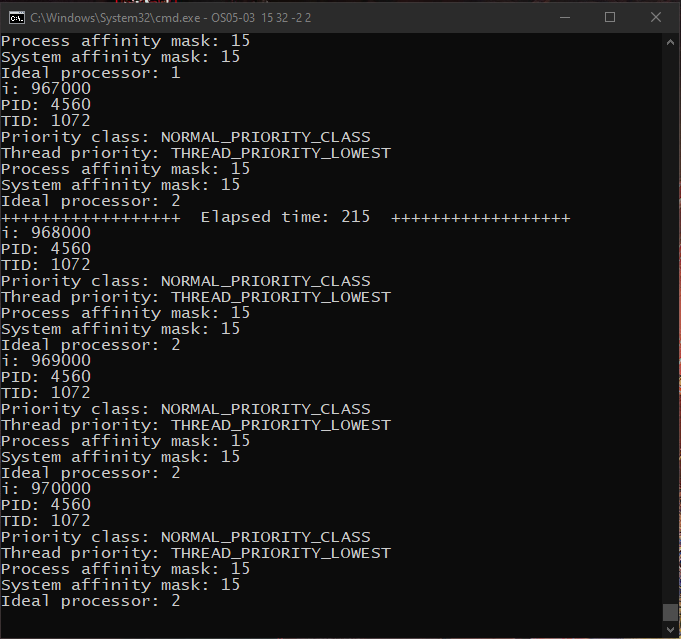 C:\Windows\System32\cmd.exe - OS05-03 15 32 -2 2
Process affinity mask: 15
System affinity mask: 15
Ideal processor: 1
i: 967000
PID: 4560
TID: 1072
Priority class: NORMAL_PRIORITY_CLASS
Thread priority: THREAD_PRIORITY_LOWEST
Process affinity mask: 15
System affinity mask: 15
Ideal processor: 2
++++++++++++++++++  Elapsed time: 215  ++++++++++++++++++
i: 968000
PID: 4560
TID: 1072
Priority class: NORMAL_PRIORITY_CLASS
Thread priority: THREAD_PRIORITY_LOWEST
Process affinity mask: 15
System affinity mask: 15
Ideal processor: 2
i: 969000
PID: 4560
TID: 1072
Priority class: NORMAL_PRIORITY_CLASS
Thread priority: THREAD_PRIORITY_LOWEST
Process affinity mask: 15
System affinity mask: 15
Ideal processor: 2
i: 970000
PID: 4560
TID: 1072
Priority class: NORMAL_PRIORITY_CLASS
Thread priority: THREAD_PRIORITY_LOWEST
Process affinity mask: 15
System affinity mask: 15
Ideal processor: 2